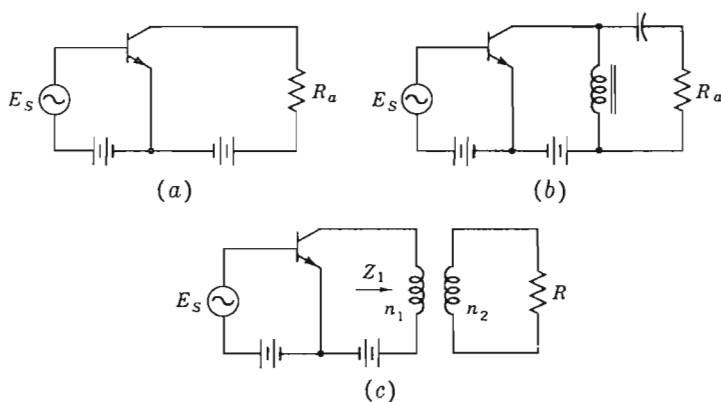 E_S
R_a
(a)
E_S
R_a
(b)
E_S
Z_1
n_1
n_2
R
(c)